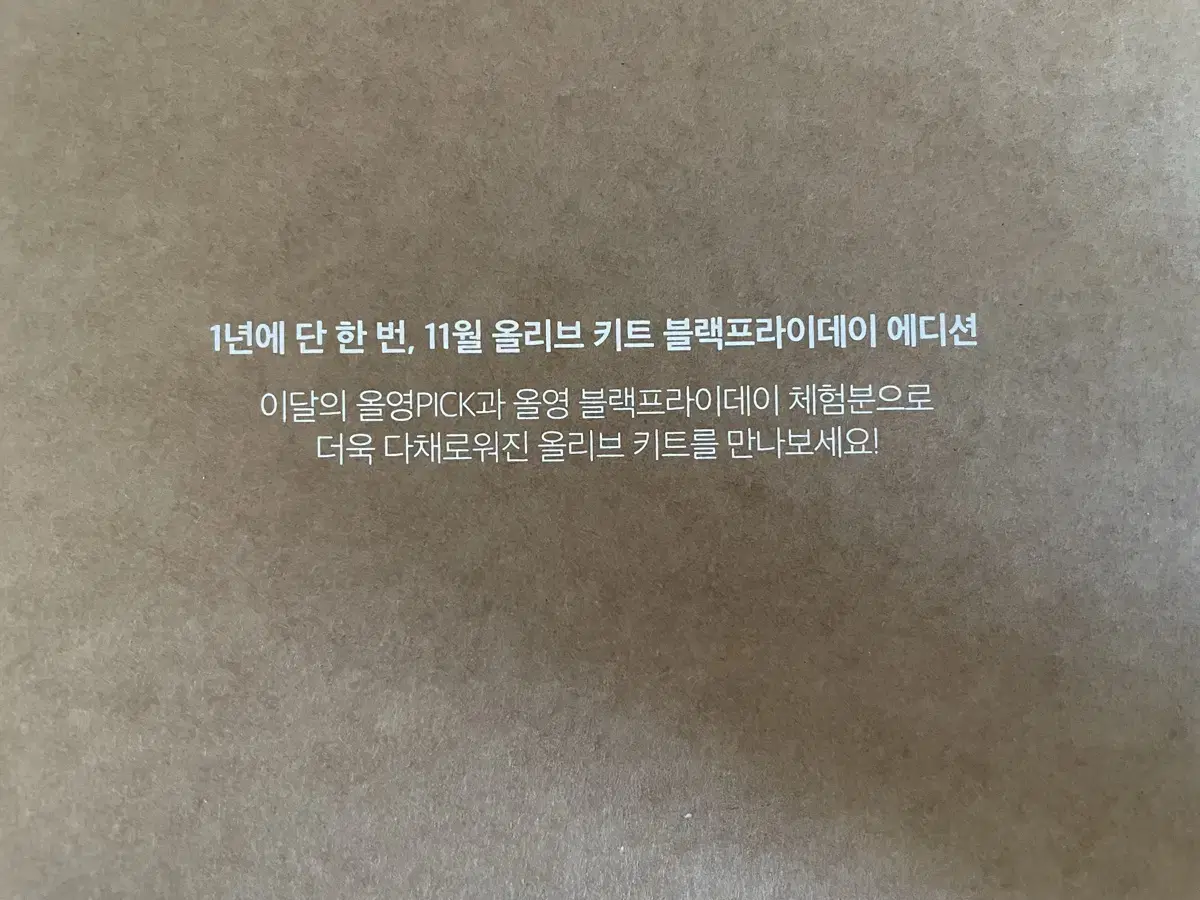 1년에 단 한 번, 11월 올리브 키트 블랙프라이데이 에디션
이달의 올영PICK과 올영 블랙프라이데이 체험분으로
더욱 다채로워진 올리브 키트를 만나보세요!